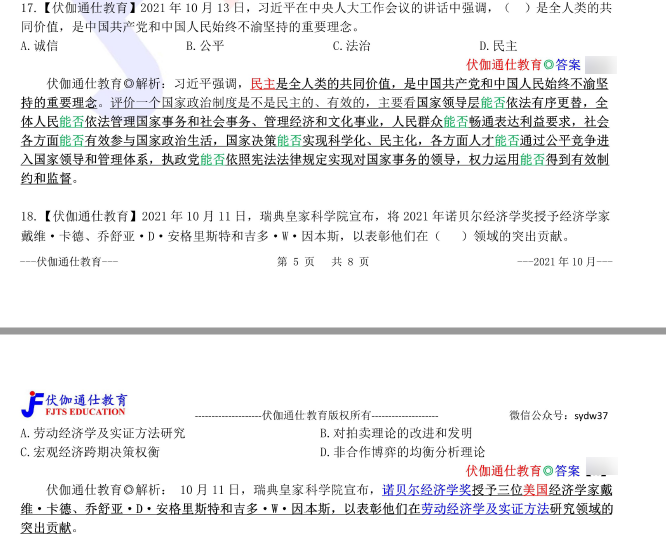 17.【伏伽通仕教育】2021 年 10 月 13 日，习近平在中央人大工作会议的讲话中强调，（ ）是全人类的共
同价值，是中国共产党和中国人民始终不渝坚持的重要理念。
A.诚信 B.公平 C.法治 D.民主
伏伽通仕教育◎答案
伏伽通仕教育◎解析：习近平强调，民主是全人类的共同价值，是中国共产党和中国人民始终不渝坚
持的重要理念。评价一个国家政治制度是不是民主的、有效的，主要看国家领导层能否依法有序更替，全
体人民能否依法管理国家事务和社会事务、管理经济和文化事业，人民群众能否畅通表达利益要求，社会
各方面能否有效参与国家政治生活，国家决策能否实现科学化、民主化，各方面人才能否通过公平竞争进
入国家领导和管理体系，执政党能否依照宪法法律规定实现对国家事务的领导，权力运用能否得到有效制
约和监督。
18.【伏伽通仕教育】2021 年 10 月 11 日，瑞典皇家科学院宣布，将 2021 年诺贝尔经济学奖授予经济学家
戴维·卡德、乔舒亚·D·安格里斯特和吉多·W·因本斯，以表彰他们在（ ）领域的突出贡献。
---伏伽通仕教育--- 第 5 页 共 8 页 ---2021 年 10 月---
伏伽通仕教育
FJTS EDUCATION
--------------------伏伽通仕教育版权所有-------------------- 微信公众号：sydw37
A.劳动经济学及实证方法研究 B.对拍卖理论的改进和发明
C.宏观经济跨期决策权衡 D.非合作博弈的均衡分析理论
伏伽通仕教育◎答案
伏伽通仕教育◎解析： 10 月 11 日，瑞典皇家科学院宣布，诺贝尔经济学奖授予三位美国经济学家戴
维·卡德、乔舒亚·D·安格里斯特和吉多·W·因本斯，以表彰他们在劳动经济学及实证方法研究领域的
突出贡献。